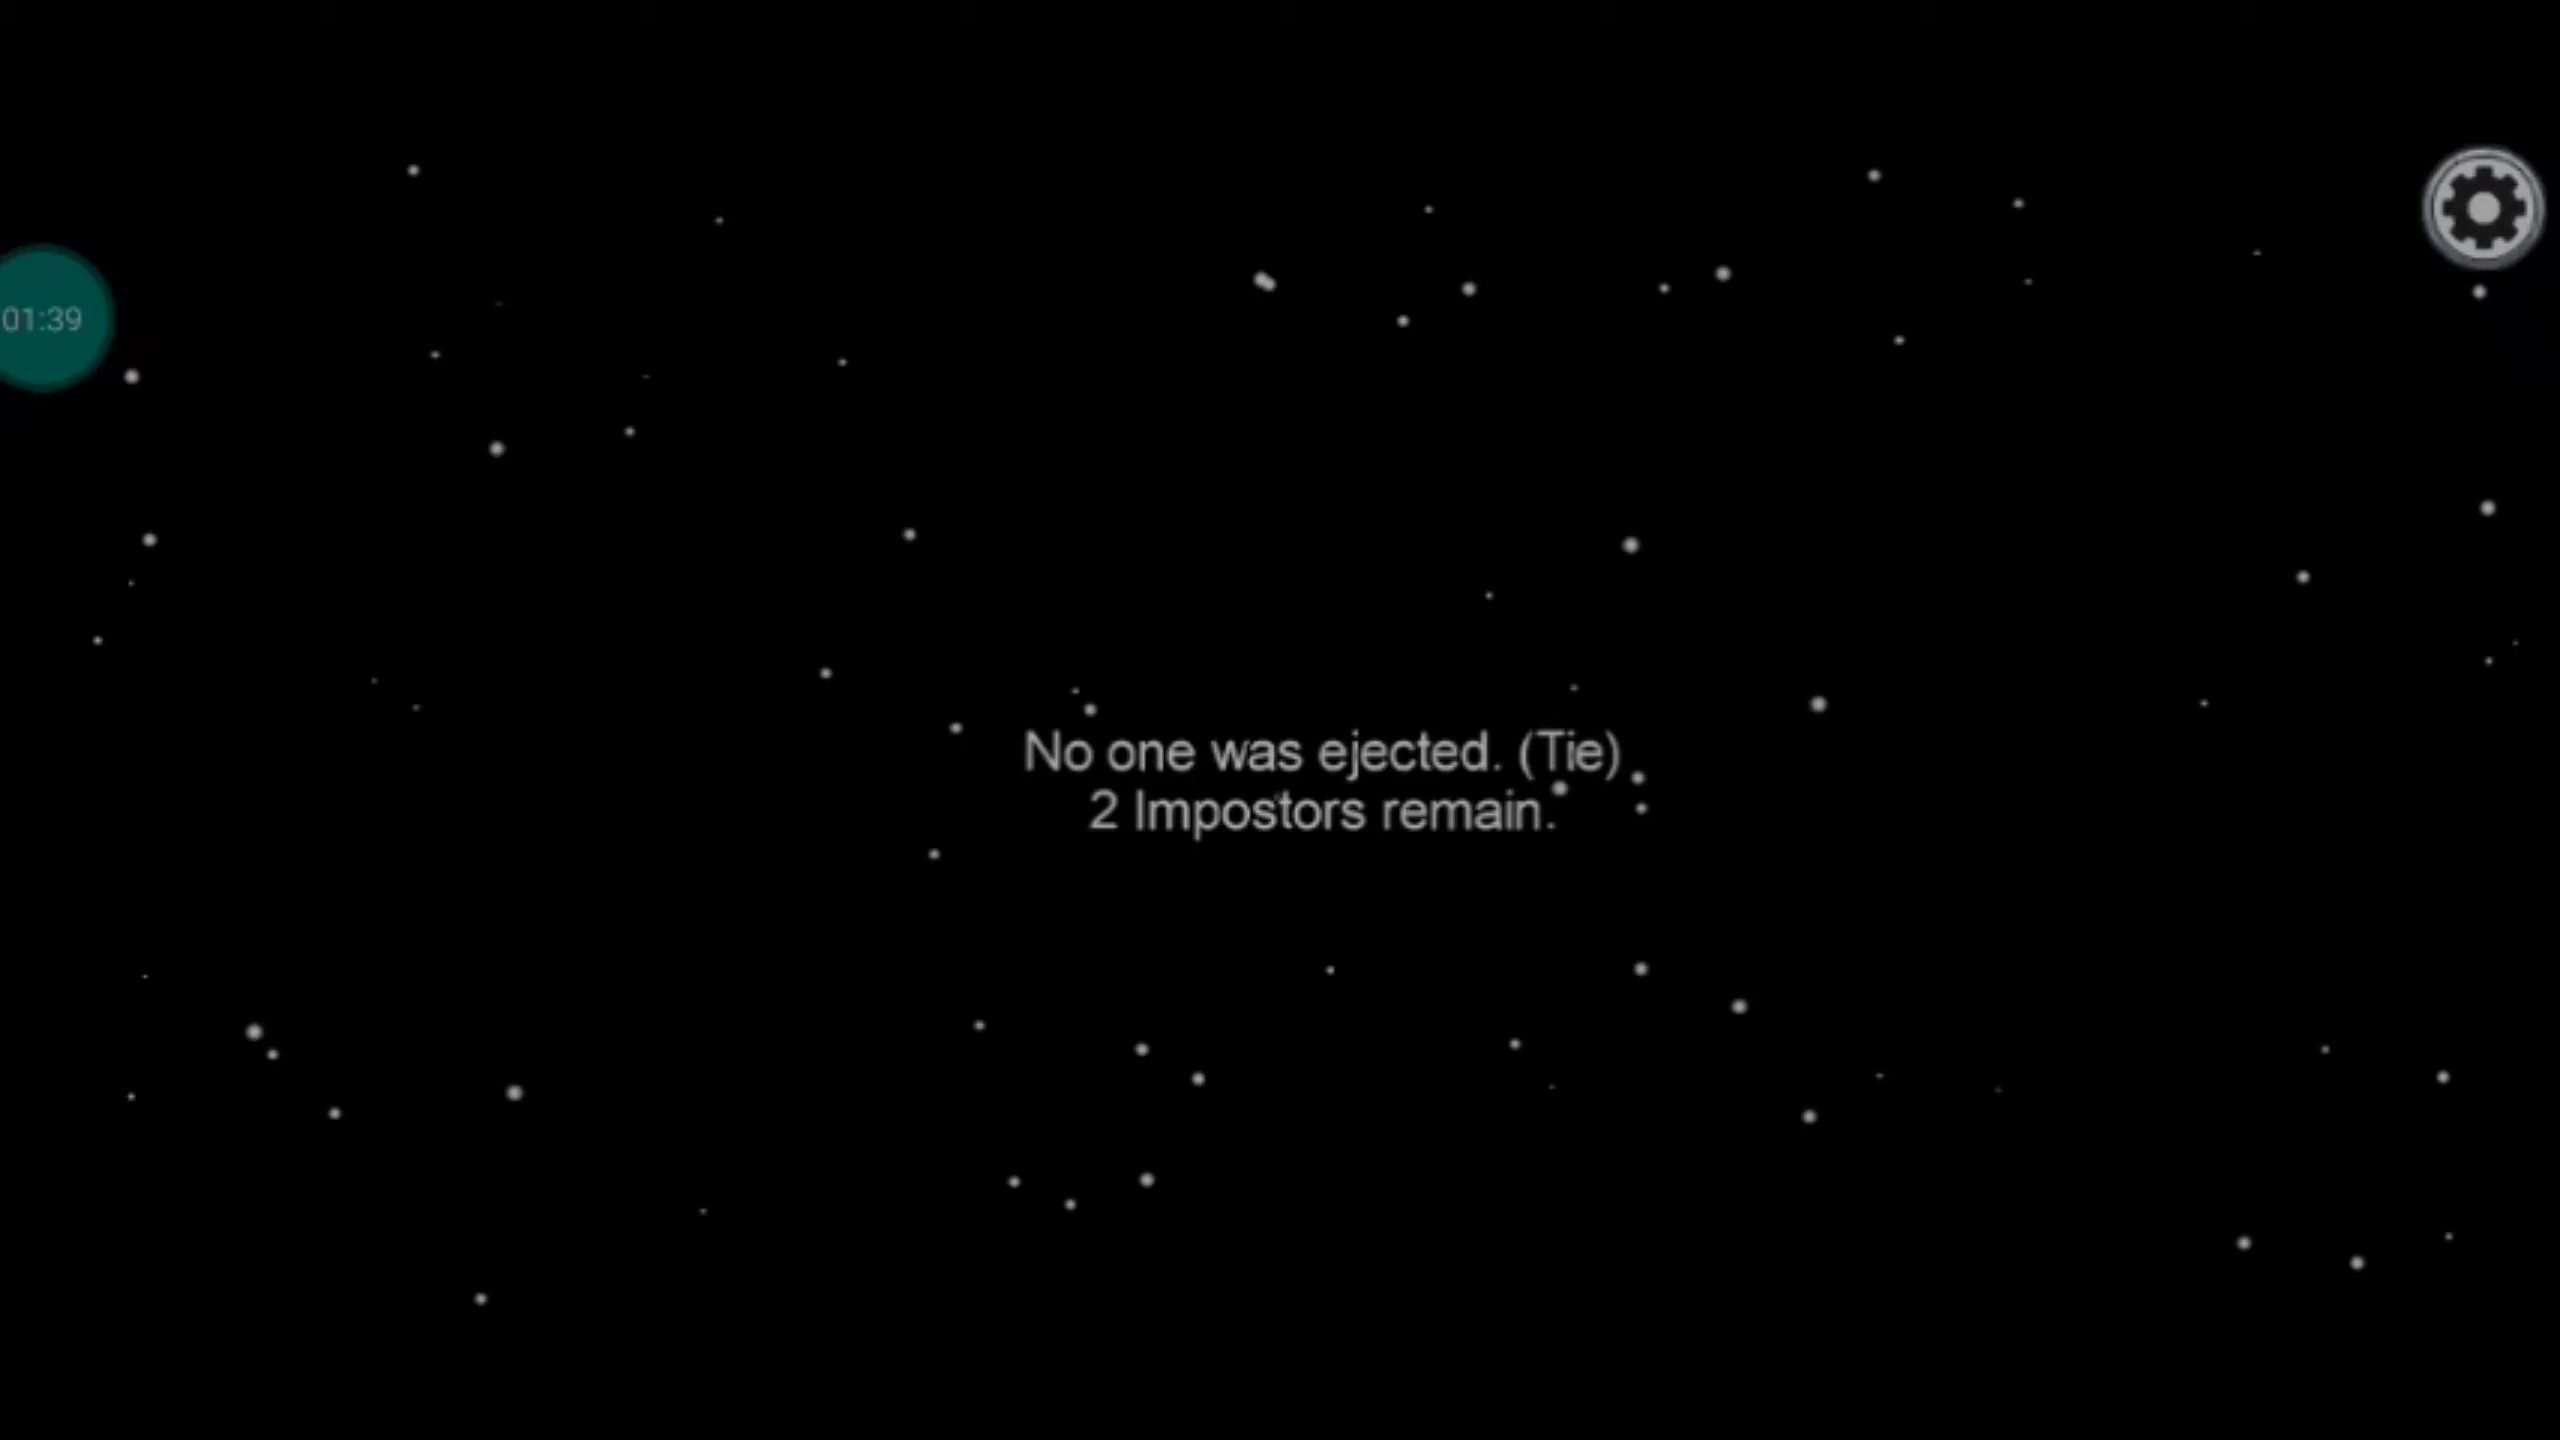 01:39
No one was ejected. (Tie)
2 Impostors remain.